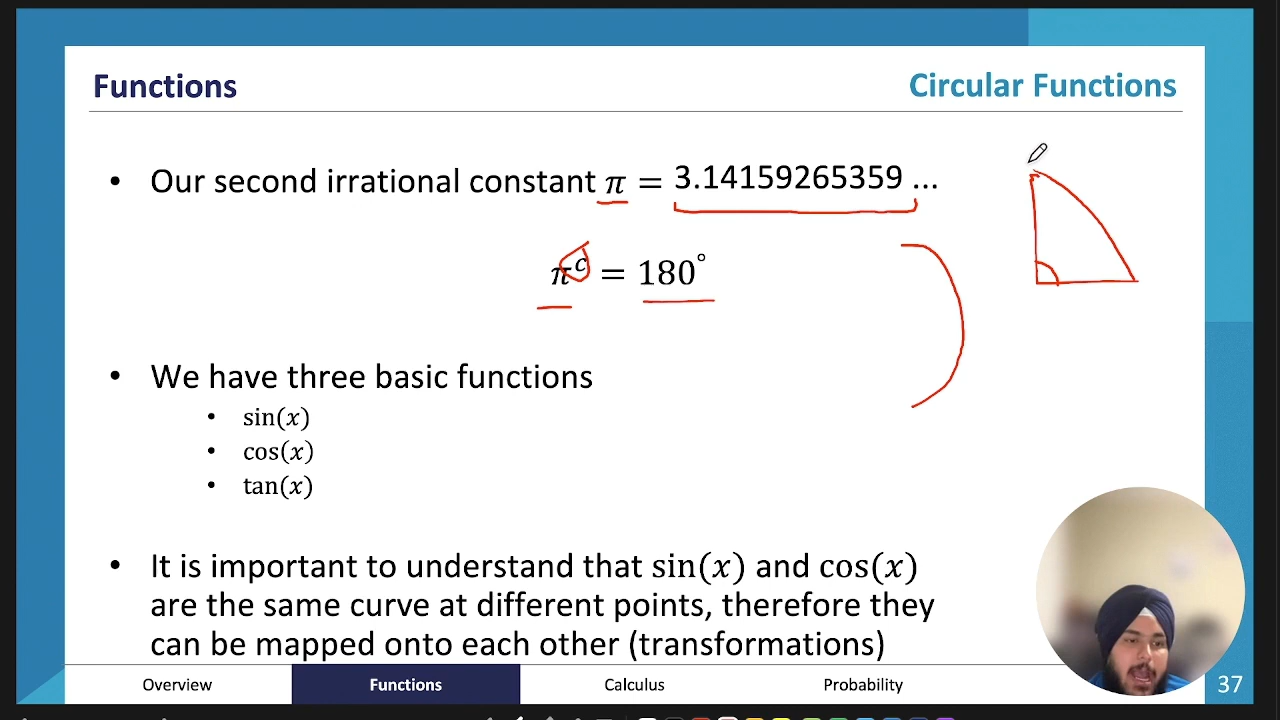 Functions
Circular Functions
• Our second irrational constant π = 3.14159265359 ...
πᶜ = 180°
• We have three basic functions
• sin(x)
• cos(x)
• tan(x)
• It is important to understand that sin(x) and cos(x)
are the same curve at different points, therefore they
can be mapped onto each other (transformations)
Overview
Functions
Calculus
Probability
37